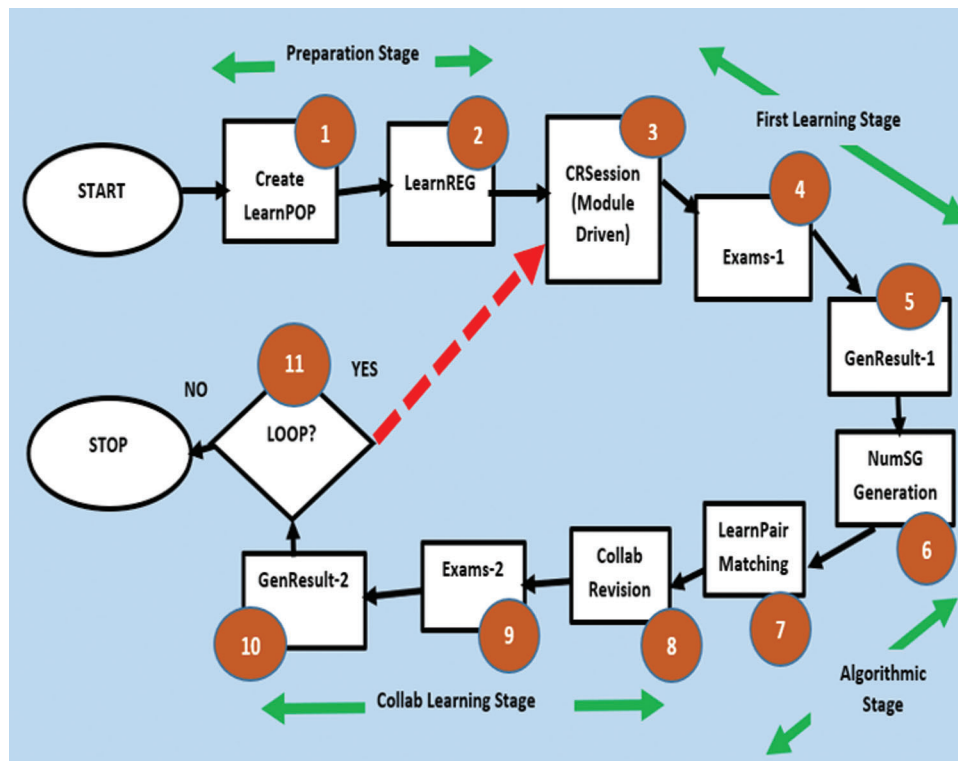 Preparation Stage
First Learning Stage
1
2
3
4
START
Create
LearnPOP
LearnREG
CRSession
(Module
Driven)
Exams-1
5
GenResult-1
11
YES
NO
LOOP?
STOP
NumSG
Generation
6
LearnPair
Matching
7
Collab
Revision
8
Exams-2
9
GenResult-2
10
Collab Learning Stage
Algorithmic
Stage